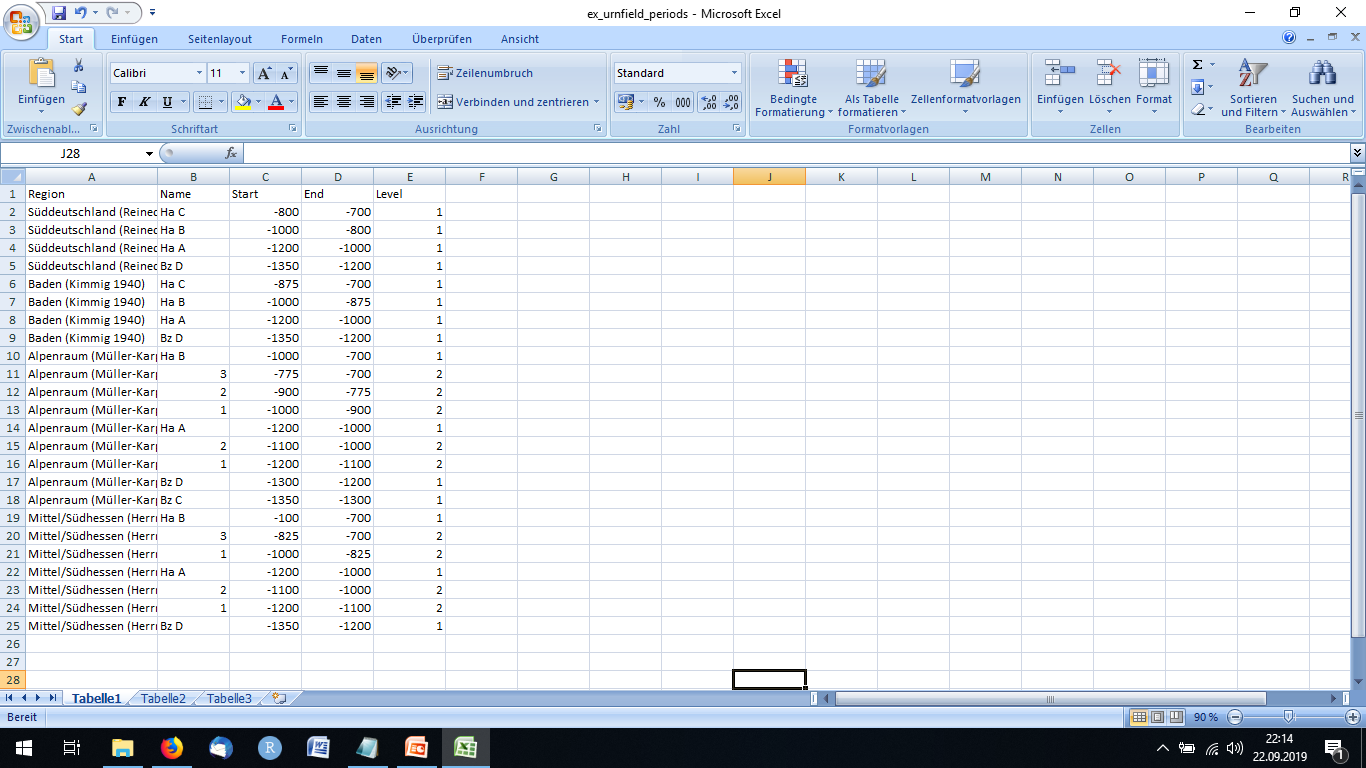 ex_urnfield_periods - Microsoft Excel
Start Einfügen Seitenlayout Formeln Daten Überprüfen Ansicht
Einfügen
Zwischenabl...
Calibri 11
F K U
Schriftart
Zeilenumbruch
Verbinden und zentrieren
Ausrichtung
Standard
% 000
Zahl
Bedingte Formatierung
Als Tabelle formatieren
Zellenformatvorlagen
Formatvorlagen
Einfügen Löschen Format
Zellen
Sortieren und Filtern
Suchen und Auswählen
Bearbeiten
J28 fx
A B C D E F G H I J K L M N O P Q R
1 Region Name Start End Level
2 Süddeutschland (Reinec Ha C -800 -700 1
3 Süddeutschland (Reinec Ha B -1000 -800 1
4 Süddeutschland (Reinec Ha A -1200 -1000 1
5 Süddeutschland (Reinec Bz D -1350 -1200 1
6 Baden (Kimmig 1940) Ha C -875 -700 1
7 Baden (Kimmig 1940) Ha B -1000 -875 1
8 Baden (Kimmig 1940) Ha A -1200 -1000 1
9 Baden (Kimmig 1940) Bz D -1350 -1200 1
10 Alpenraum (Müller-Karp Ha B -1000 -700 1
11 Alpenraum (Müller-Karp 3 -775 -700 2
12 Alpenraum (Müller-Karp 2 -900 -775 2
13 Alpenraum (Müller-Karp 1 -1000 -900 2
14 Alpenraum (Müller-Karp Ha A -1200 -1000 1
15 Alpenraum (Müller-Karp 2 -1100 -1000 2
16 Alpenraum (Müller-Karp 1 -1200 -1100 2
17 Alpenraum (Müller-Karp Bz D -1300 -1200 1
18 Alpenraum (Müller-Karp Bz C -1350 -1300 1
19 Mittel/Südhessen (Herrn Ha B -100 -700 1
20 Mittel/Südhessen (Herrn 3 -825 -700 2
21 Mittel/Südhessen (Herrn 1 -1000 -825 2
22 Mittel/Südhessen (Herrn Ha A -1200 -1000 1
23 Mittel/Südhessen (Herrn 2 -1100 -1000 2
24 Mittel/Südhessen (Herrn 1 -1200 -1100 2
25 Mittel/Südhessen (Herrn Bz D -1350 -1200 1
26
27
28
Tabelle1 Tabelle2 Tabelle3
Bereit 90 %
22:14
22.09.2019
1